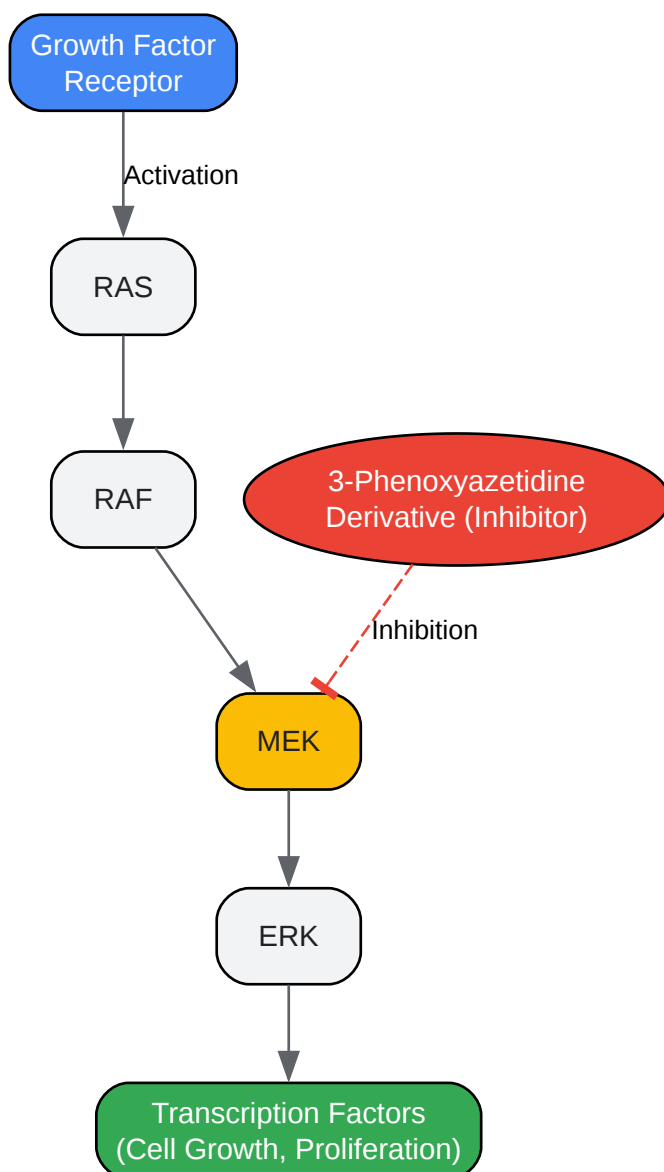 Growth Factor
Receptor
Activation
RAS
RAF
3-Phenoxyazetidine
Derivative (Inhibitor)
Inhibition
MEK
ERK
Transcription Factors
(Cell Growth, Proliferation)